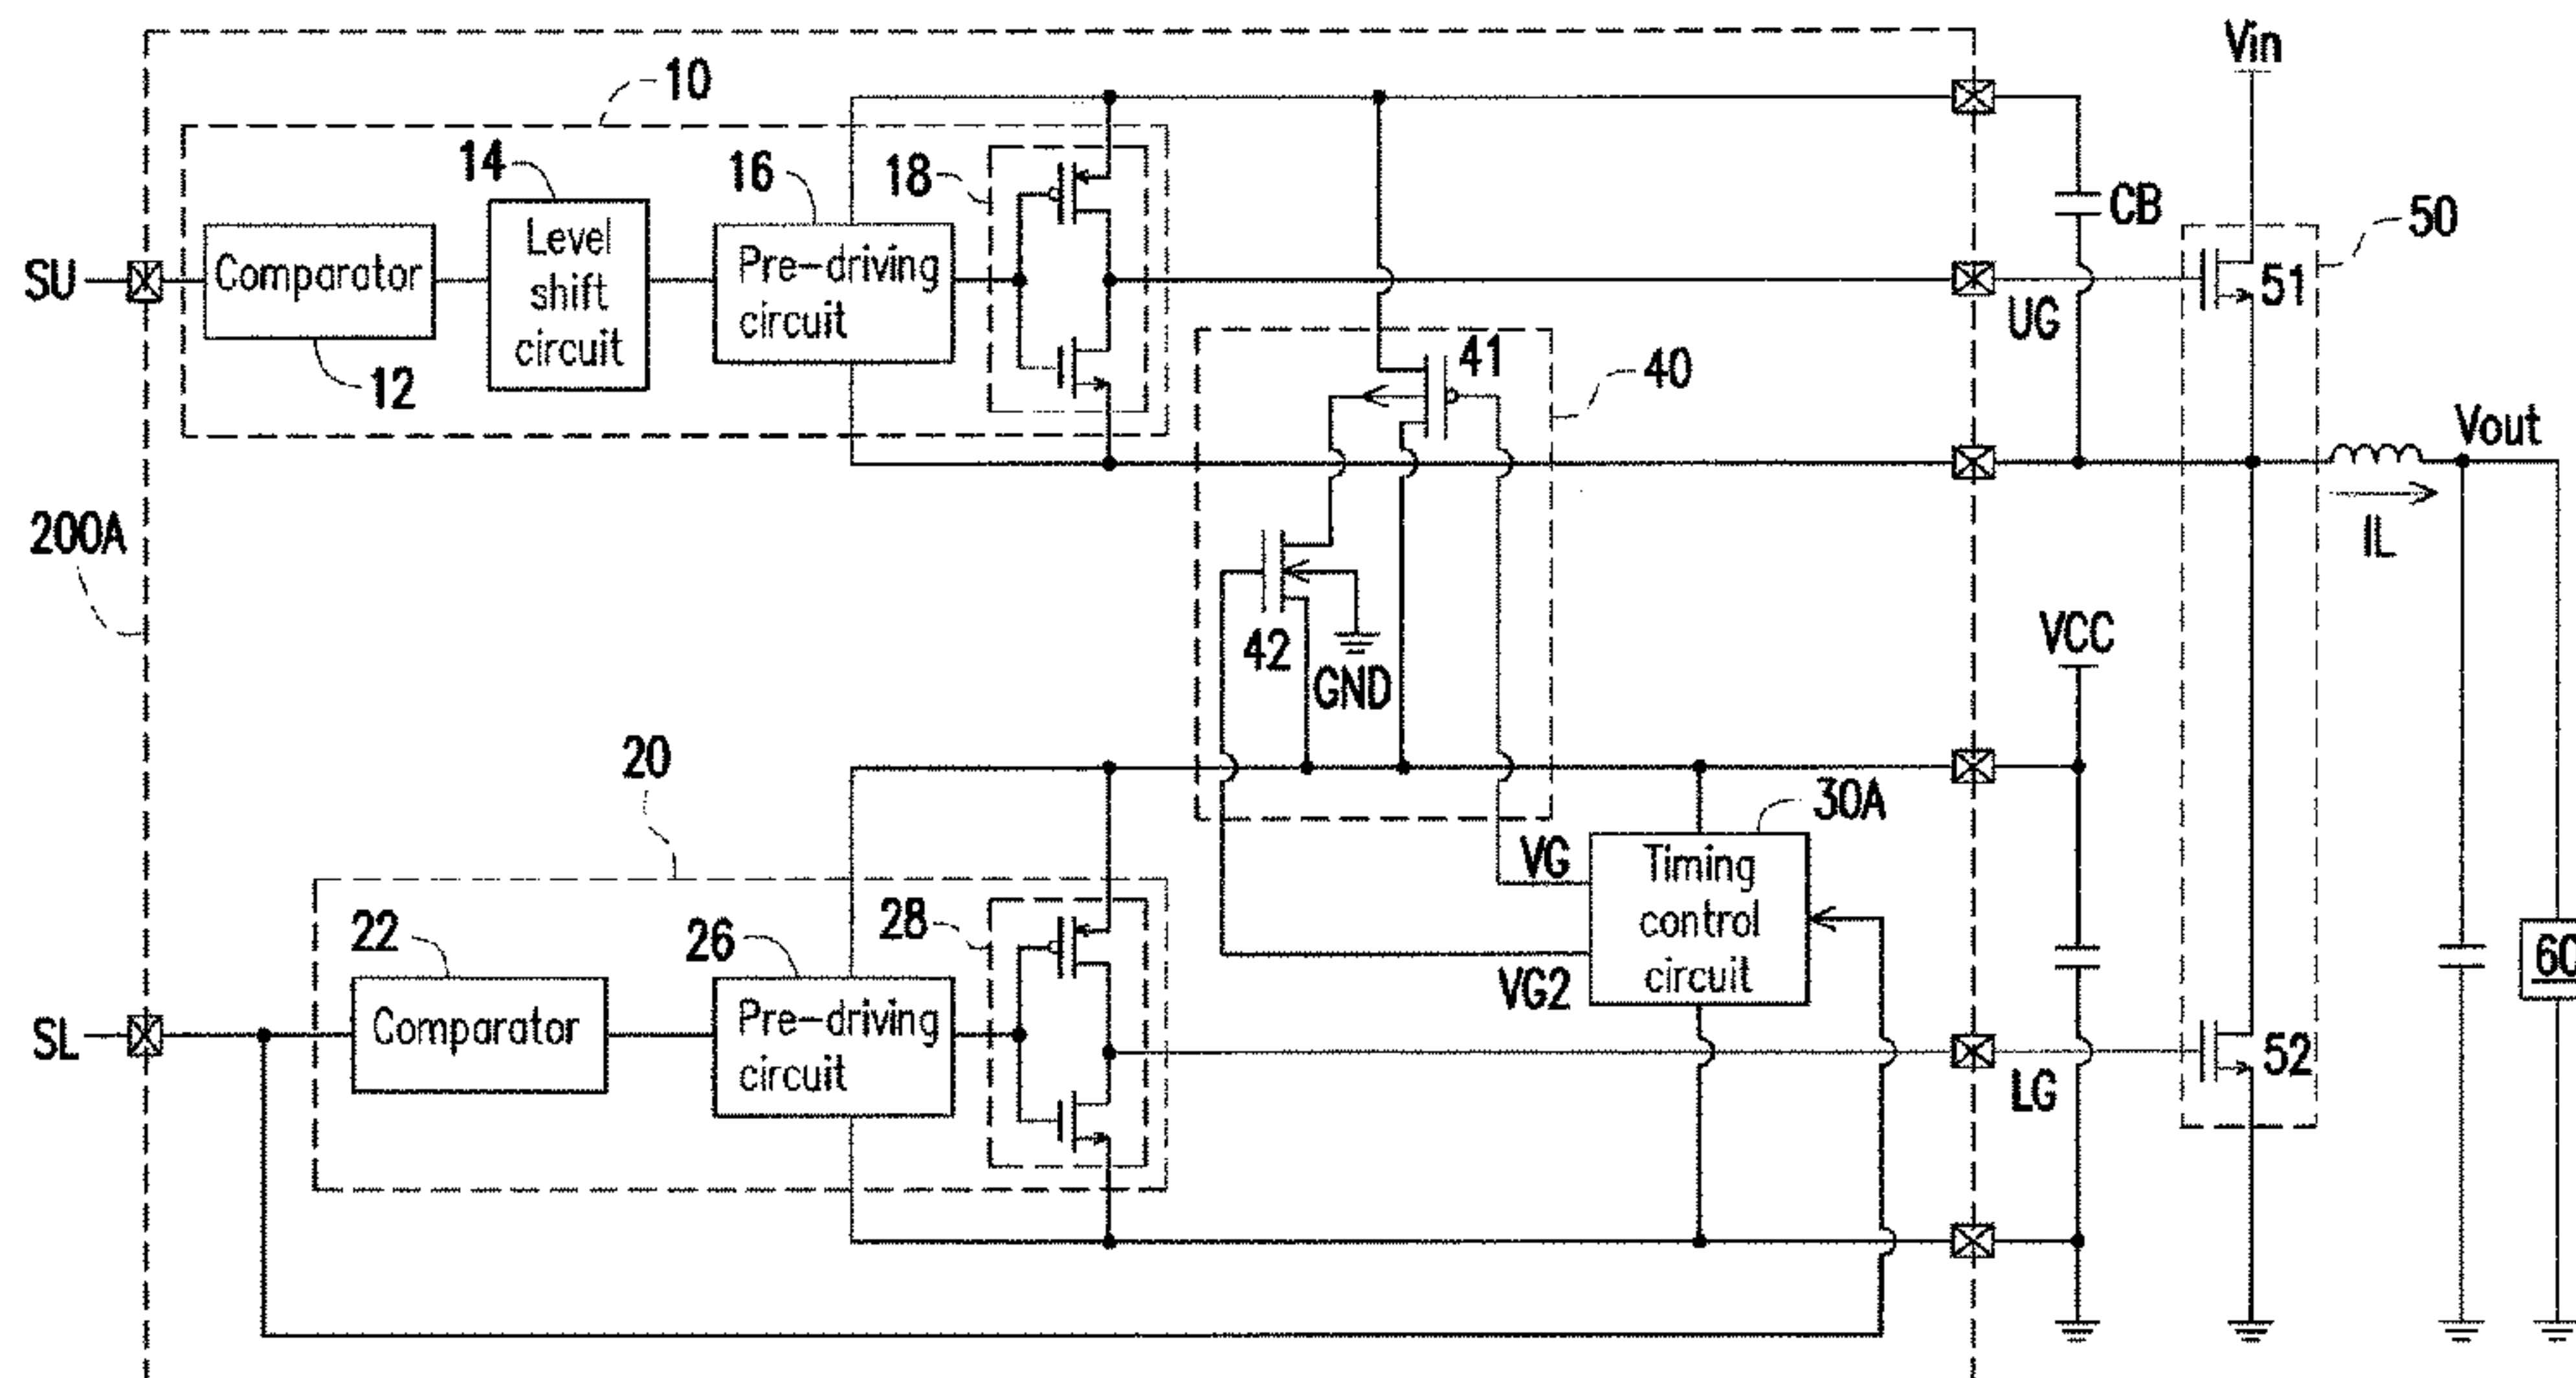 Vin
10
14
16
18
CB
50
SU
Comparator
Level
shift
circuit
Pre-driving
circuit
51
UG
41
40
12
Vout
200A
IL
42
GND
VCC
20
30A
VG
Timing
control
circuit
22
26
28
60
VG2
SL
Comparator
Pre-driving
circuit
52
LG